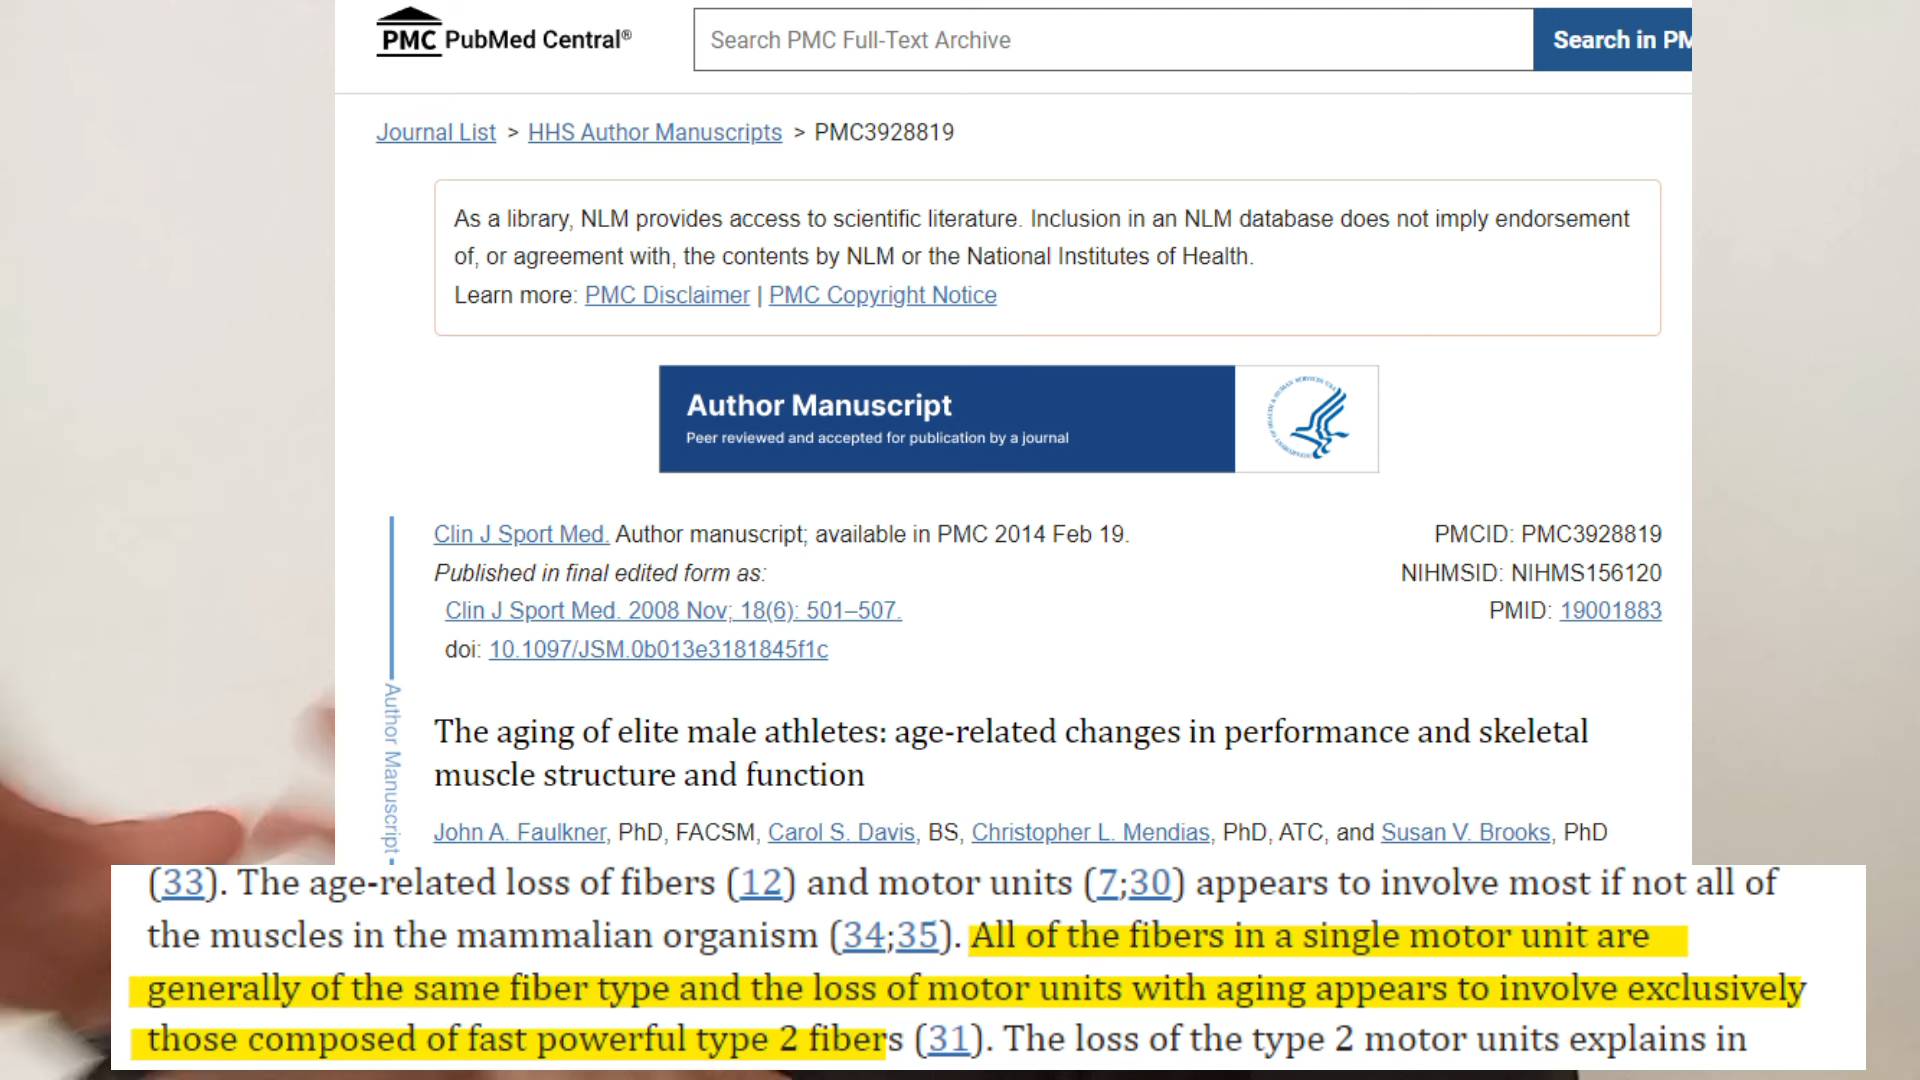 PMC PubMed Central®
Search PMC Full-Text Archive
Search in PM
Journal List > HHS Author Manuscripts > PMC3928819
As a library, NLM provides access to scientific literature. Inclusion in an NLM database does not imply endorsement
of, or agreement with, the contents by NLM or the National Institutes of Health.
Learn more: PMC Disclaimer | PMC Copyright Notice
Author Manuscript
Peer reviewed and accepted for publication by a journal
Clin J Sport Med. Author manuscript; available in PMC 2014 Feb 19.
Published in final edited form as:
Clin J Sport Med. 2008 Nov; 18(6): 501–507.
doi: 10.1097/JSM.0b013e3181845f1c
PMCID: PMC3928819
NIHMSID: NIHMS156120
PMID: 19001883
Author Manuscript
The aging of elite male athletes: age-related changes in performance and skeletal
muscle structure and function
John A. Faulkner, PhD, FACSM, Carol S. Davis, BS, Christopher L. Mendias, PhD, ATC, and Susan V. Brooks, PhD
(33). The age-related loss of fibers (12) and motor units (7;30) appears to involve most if not all of
the muscles in the mammalian organism (34;35). All of the fibers in a single motor unit are
generally of the same fiber type and the loss of motor units with aging appears to involve exclusively
those composed of fast powerful type 2 fibers (31). The loss of the type 2 motor units explains in